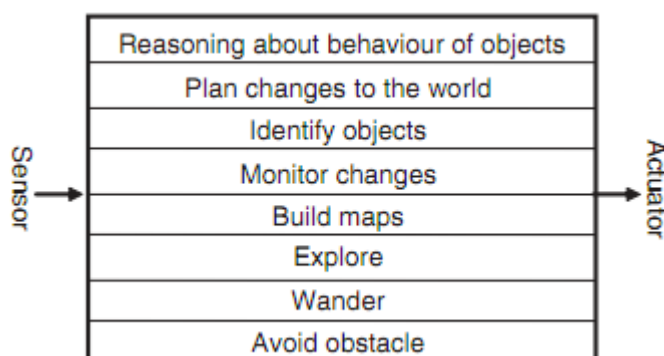 Reasoning about behaviour of objects
Plan changes to the world
Identify objects
Sensor
Monitor changes
Actuator
Build maps
Explore
Wander
Avoid obstacle